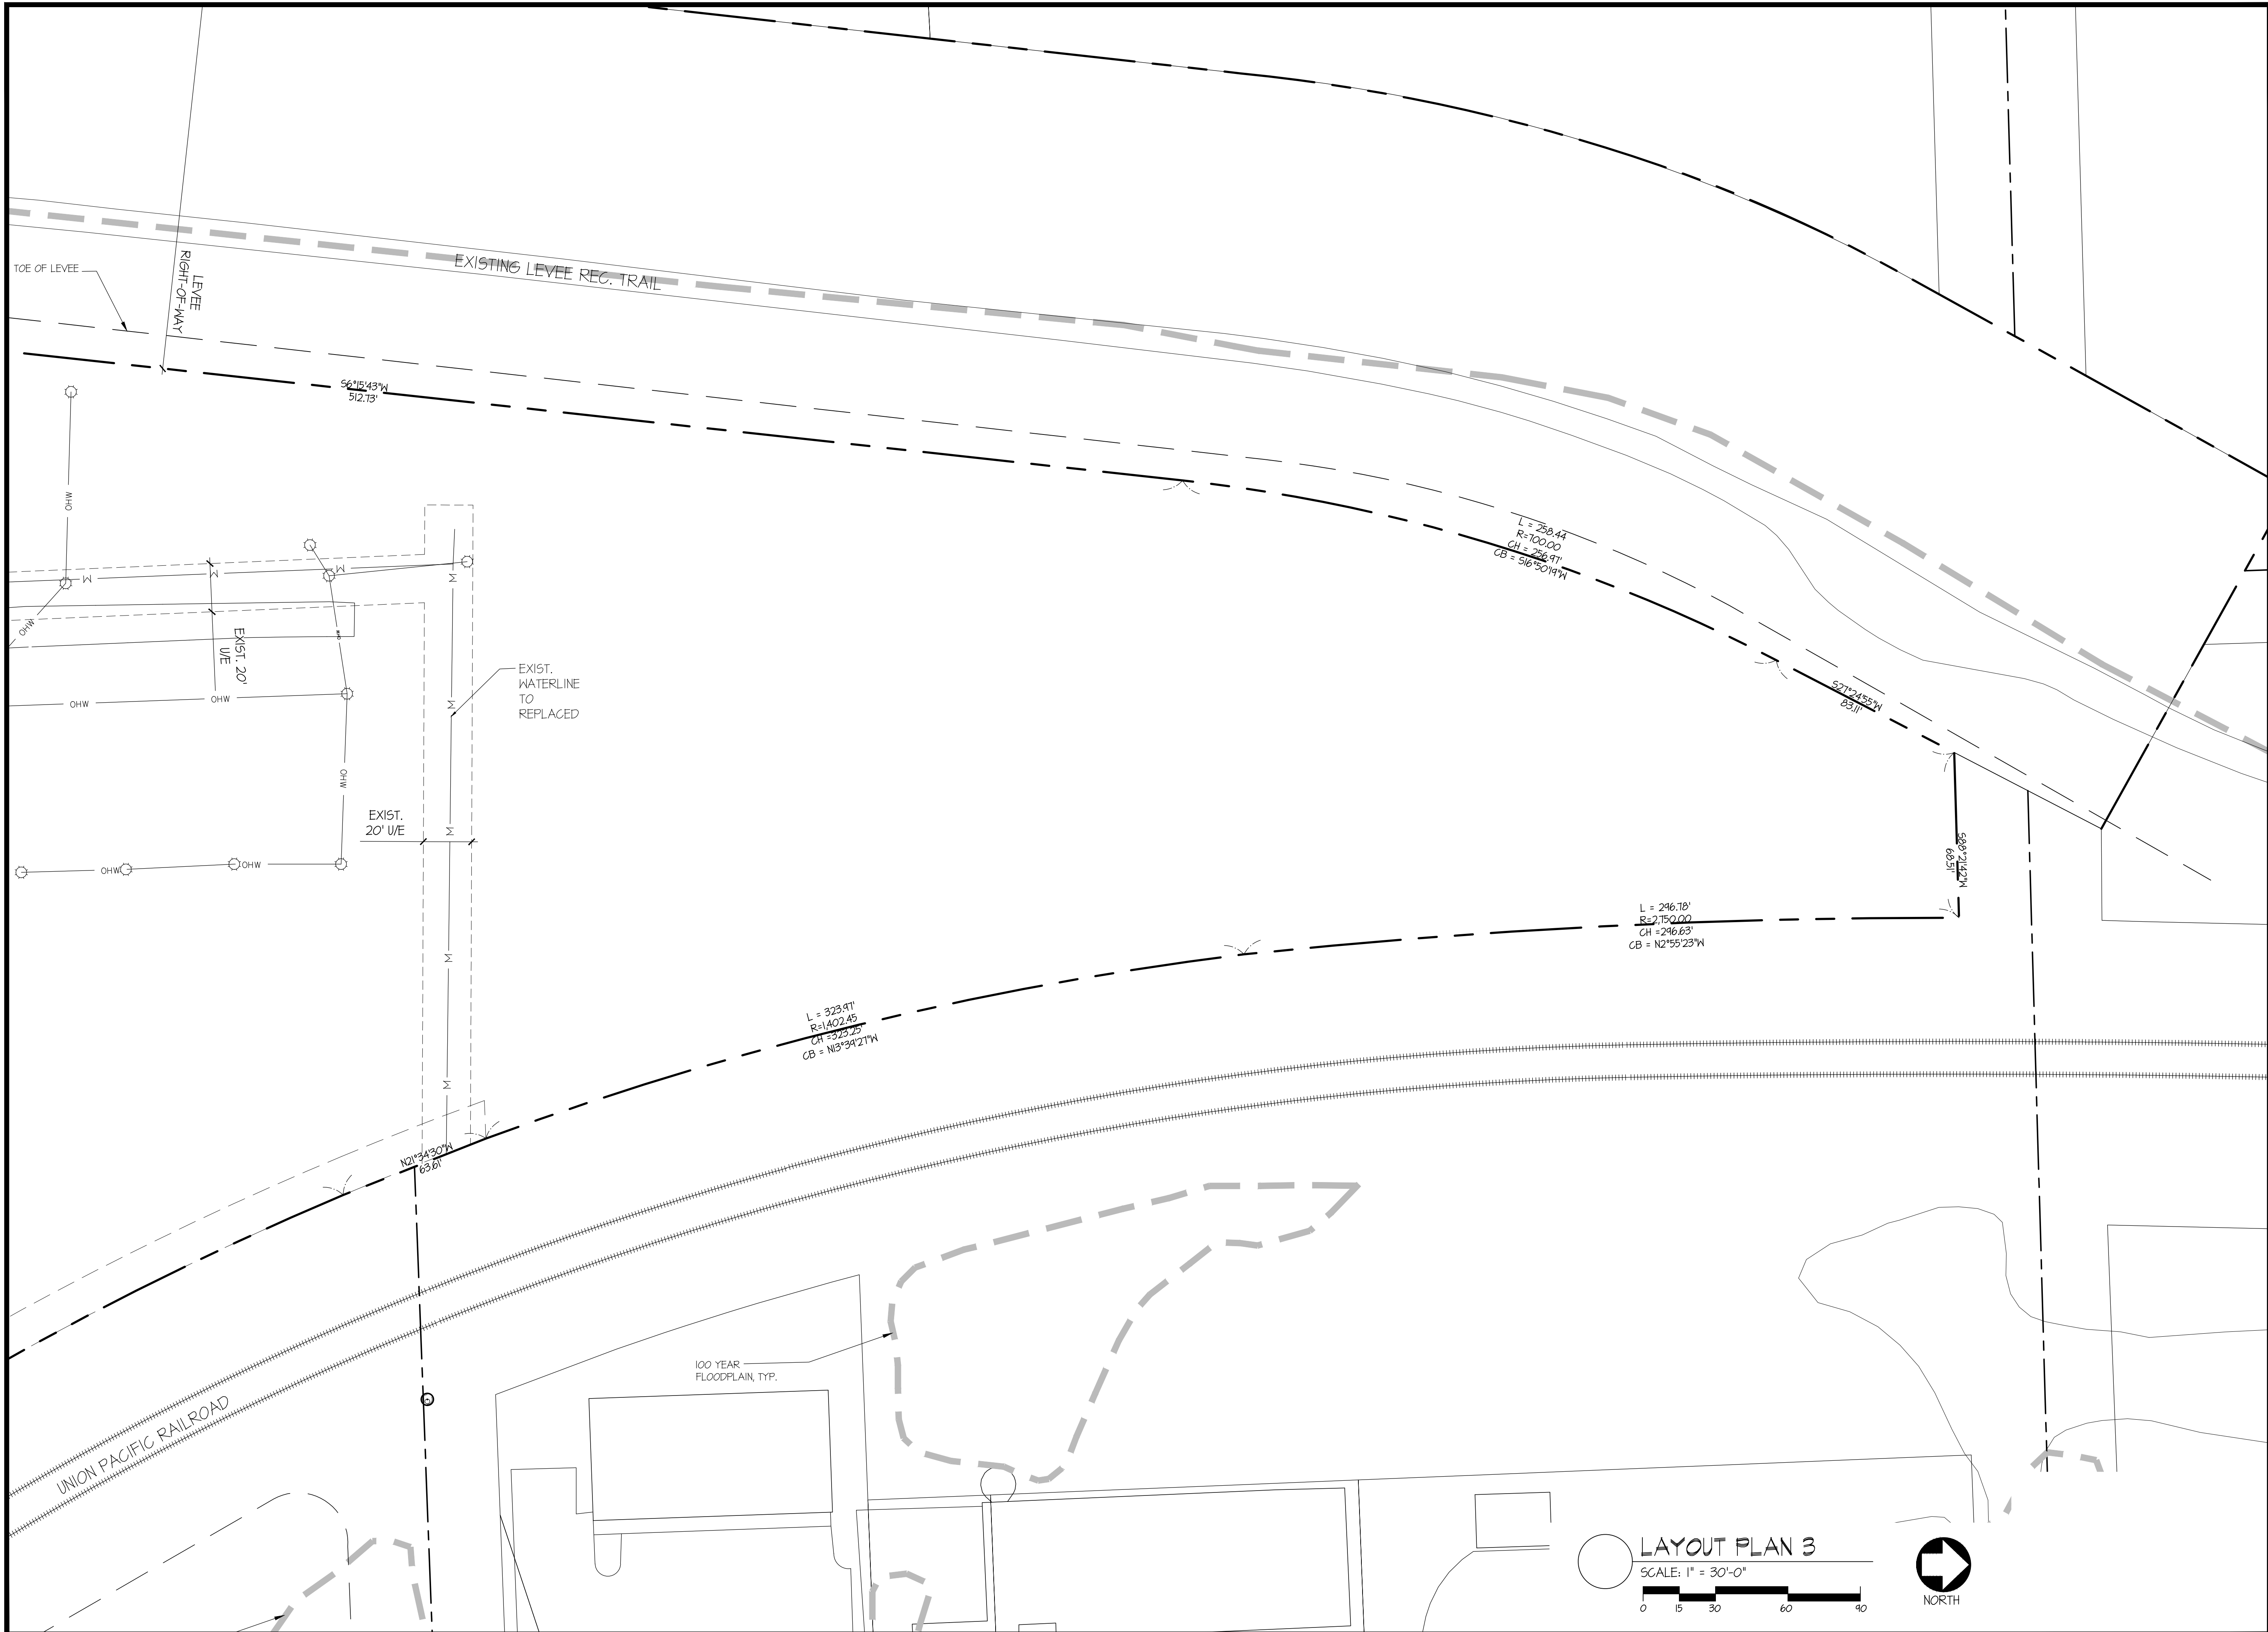 TOE OF LEVEE
LEVEE
RIGHT-OF-WAY
EXISTING LEVEE REC. TRAIL
S6°15'43"W
512.73'
OHW
W
W
W
OHW
OHW
EXIST. 20'
U/E
OHW
OHW
OHW
OHW
OHW
W
W
W
W
W
EXIST.
WATERLINE
TO
REPLACED
EXIST.
20' U/E
L = 258.44
R=700.00
CH = 256.97'
CB = S16°50'19"W
S27°24'55"W
83.11'
S88°21'42"W
68.51'
L = 296.78'
R=2,750.00
CH =296.63'
CB = N2°55'23"W
L = 323.97'
R=1,402.45
CH =323.25'
CB = N13°39'27"W
N21°34'30"W
63.61'
100 YEAR
FLOODPLAIN, TYP.
UNION PACIFIC RAILROAD
LAYOUT PLAN 3
SCALE: 1" = 30'-0"
0 15 30 60 90
NORTH